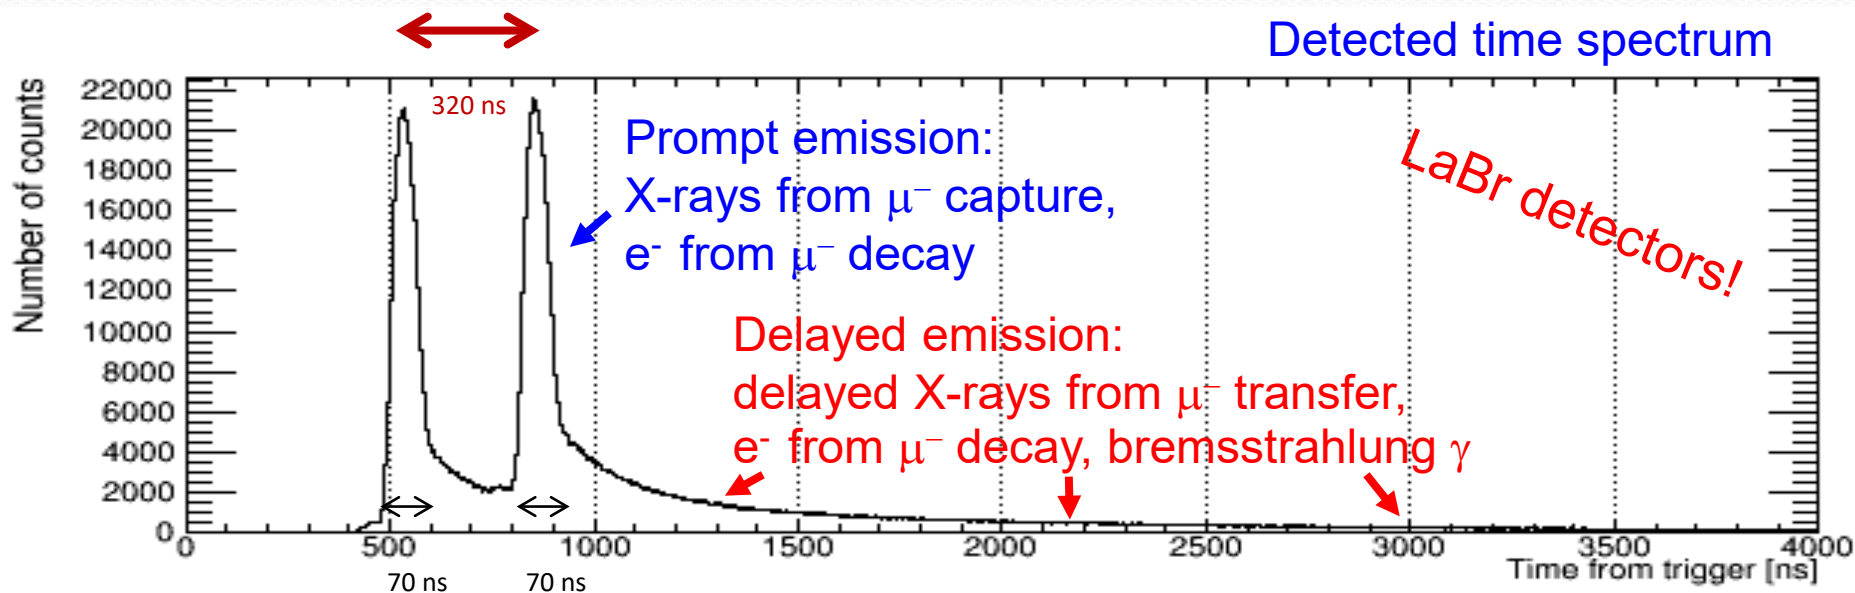 Detected time spectrum
320 ns
Number of counts
22000
20000
18000
16000
14000
12000
10000
8000
6000
4000
2000
0
Prompt emission:
X-rays from μ⁻ capture,
e⁻ from μ⁻ decay
LaBr detectors!
Delayed emission:
delayed X-rays from μ⁻ transfer,
e⁻ from μ⁻ decay, bremsstrahlung γ
0 500 1000 1500 2000 2500 3000 3500 4000
Time from trigger [ns]
70 ns 70 ns